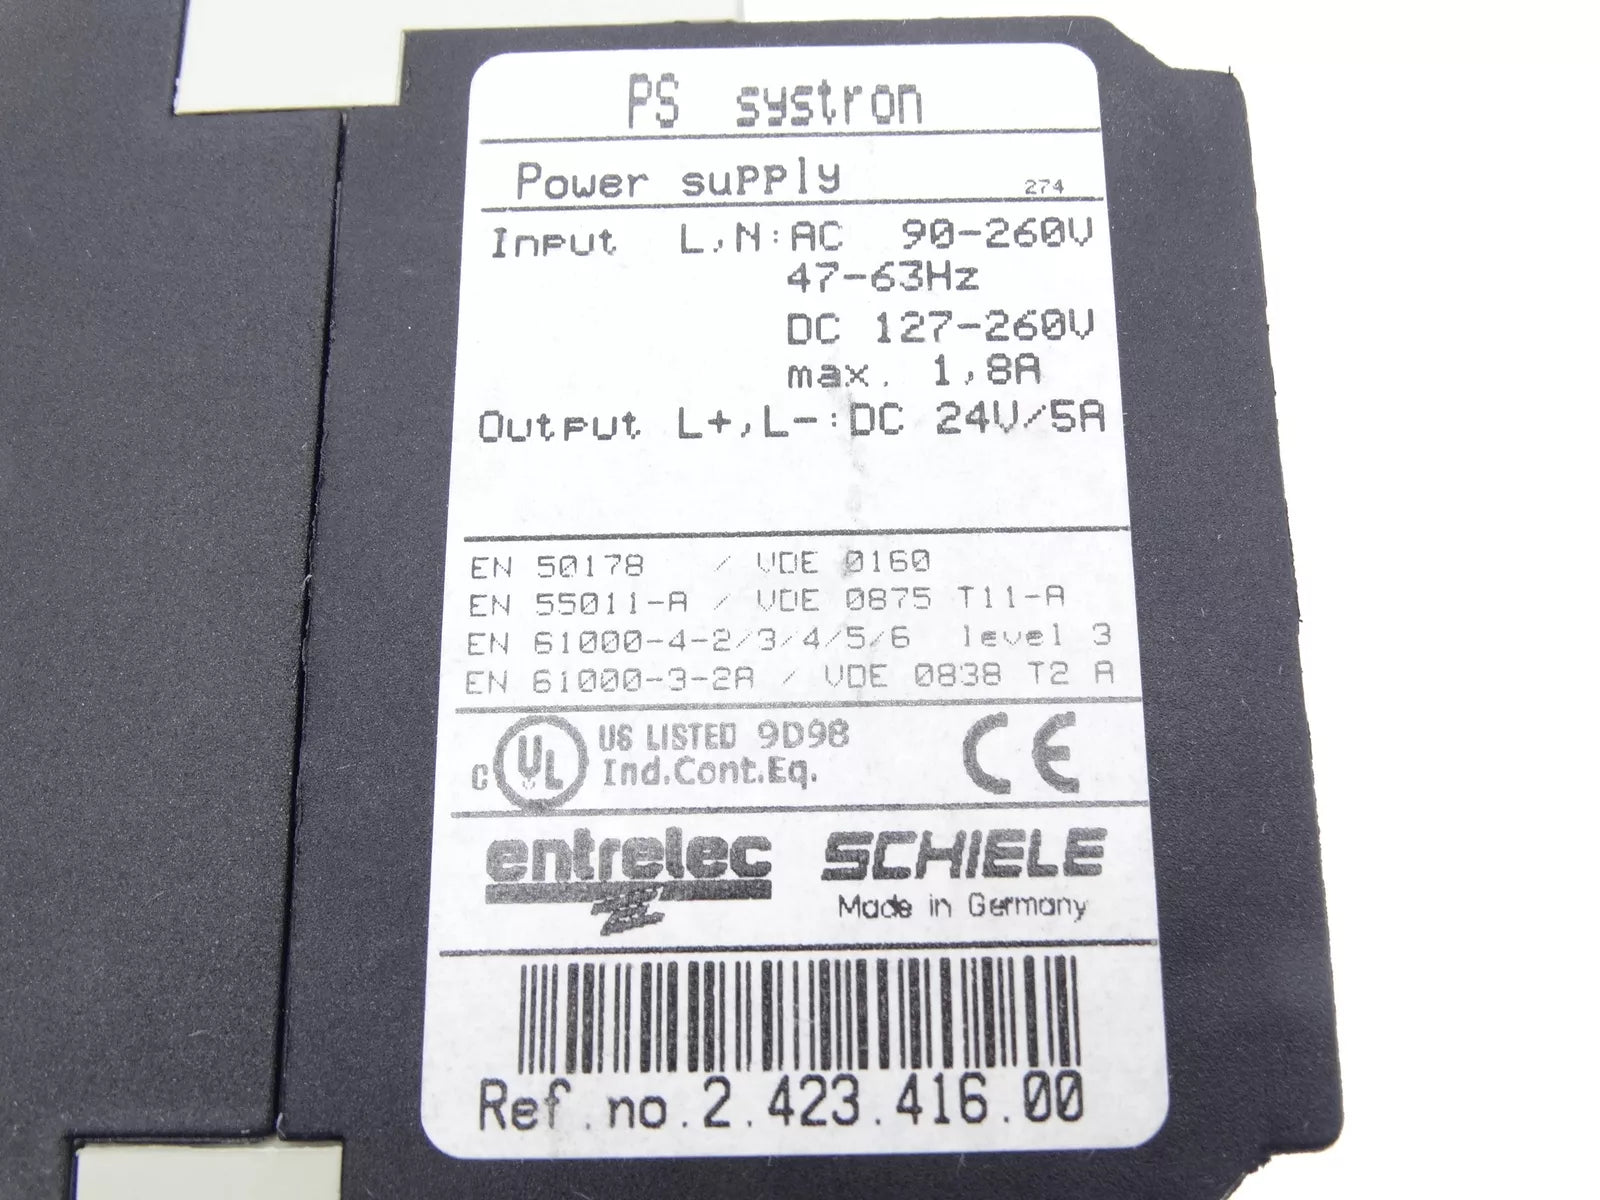 PS systron
Power supply 274
Input L,N:AC 90-260V
47-63Hz
DC 127-260V
max. 1,8A
Output L+,L-:DC 24V/5A
EN 50178 / VDE 0160
EN 55011-A / VDE 0875 T11-A
EN 61000-4-2/3/4/5/6 level 3
EN 61000-3-2A / VDE 0838 T2 A
C UL US LISTED 9D98
Ind.Cont.Eq.
CE
entrelec SCHIELE
Made in Germany
Ref.no.2.423.416.00